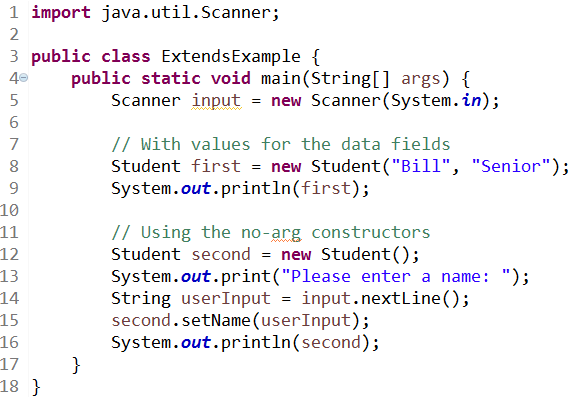 1 import java.util.Scanner;
2
3 public class ExtendsExample {
4     public static void main(String[] args) {
5         Scanner input = new Scanner(System.in);
6
7         // With values for the data fields
8         Student first = new Student("Bill", "Senior");
9         System.out.println(first);
10
11         // Using the no-arg constructors
12         Student second = new Student();
13         System.out.print("Please enter a name: ");
14         String userInput = input.nextLine();
15         second.setName(userInput);
16         System.out.println(second);
17     }
18 }